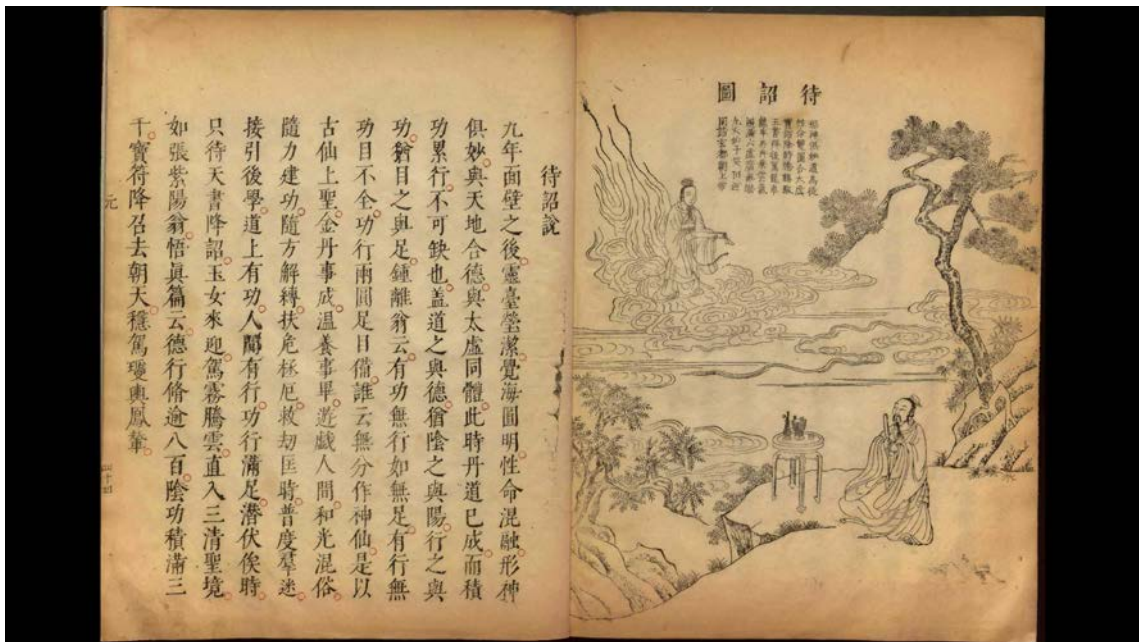 待詔圖
待詔說
九年面壁之後靈臺瑩潔覺海圓明性命混融形神
俱妙與天地合德與太虛同體此時丹道已成而積
功累行不可缺也盖道之與德猶陰之與陽行之與
功猶目之與足鍾離翁云有功無行如無足有行無
功目不全功行兩圓足目備誰云無分作神仙是以
古仙上聖金丹事成溫養事畢遊戲人間和光混俗
隨力建功隨方解縛扶危拯厄救劫匡時普度羣迷
接引後學道上有功人間有行功行滿足潛伏俟時
只待天書降詔玉女來迎駕霧騰雲直入三清聖境
如張紫陽翁悟真篇云德行脩逾八百陰功積滿三
千寶符降召去朝天穩駕瓊輿鳳輦
元